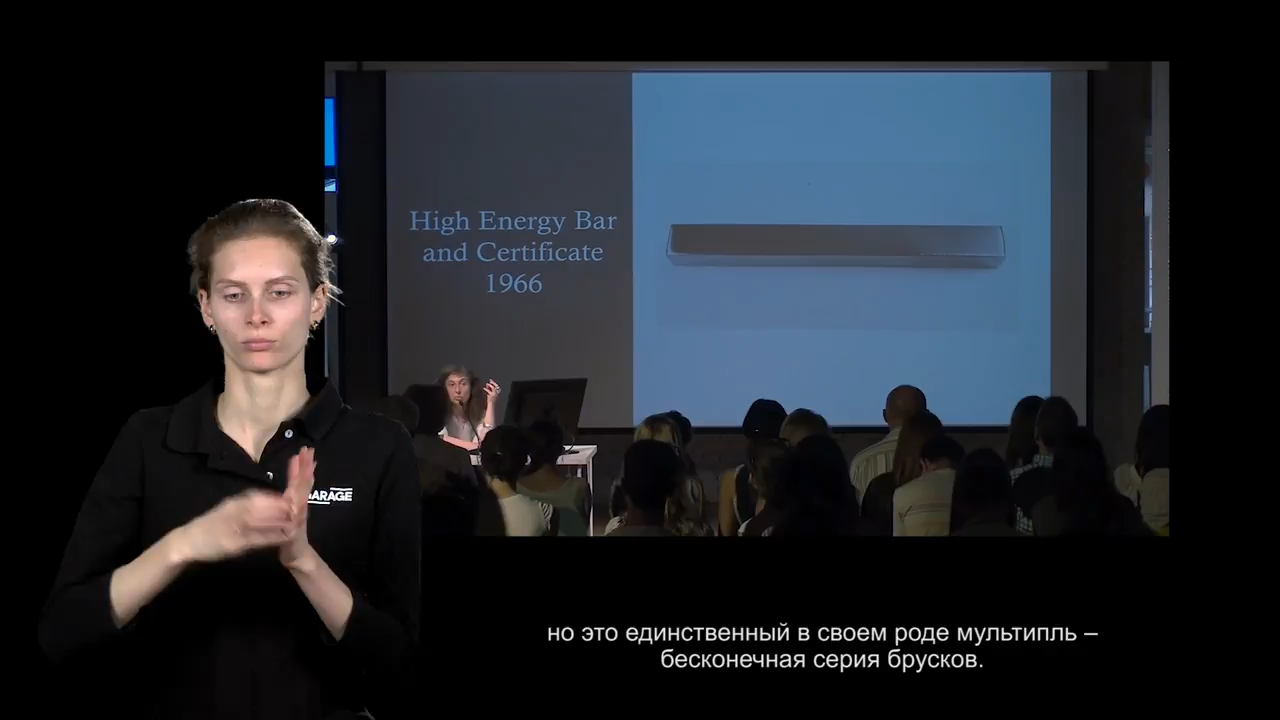 High Energy Bar
and Certificate
1966
GARAGE
но это единственный в своем роде мультипль –
бесконечная серия брусков.